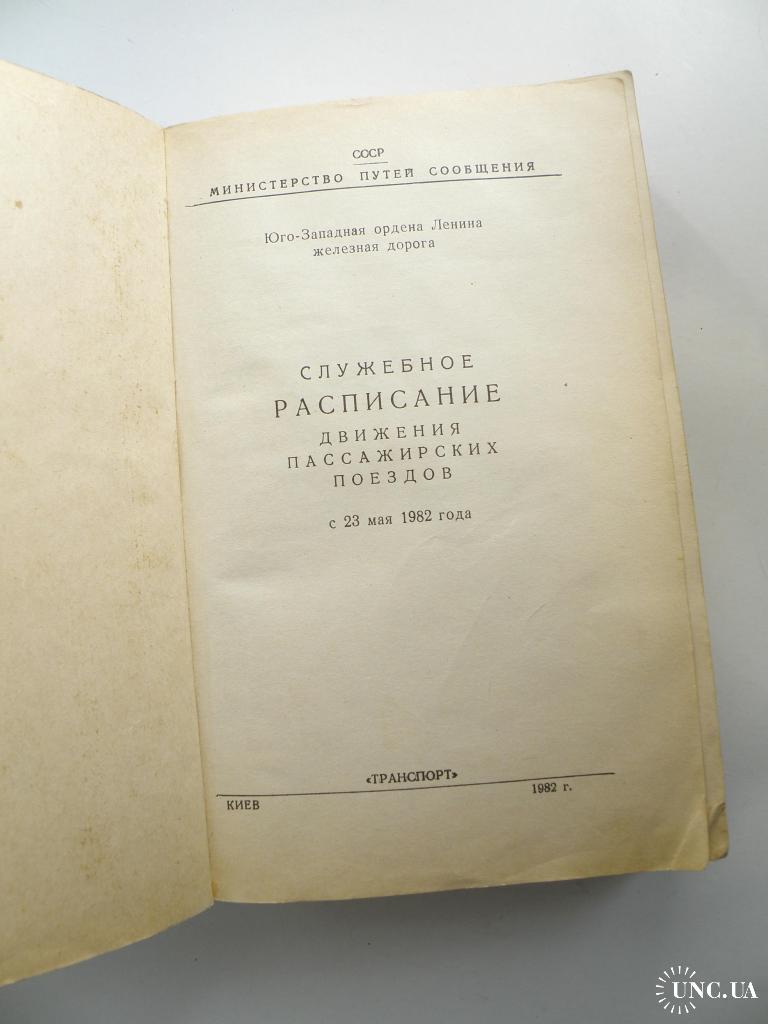 СССР
МИНИСТЕРСТВО ПУТЕЙ СООБЩЕНИЯ
Юго-Западная ордена Ленина
железная дорога
СЛУЖЕБНОЕ
РАСПИСАНИЕ
ДВИЖЕНИЯ
ПАССАЖИРСКИХ
ПОЕЗДОВ
с 23 мая 1982 года
«ТРАНСПОРТ»
КИЕВ 1982 г.
UNC.UA